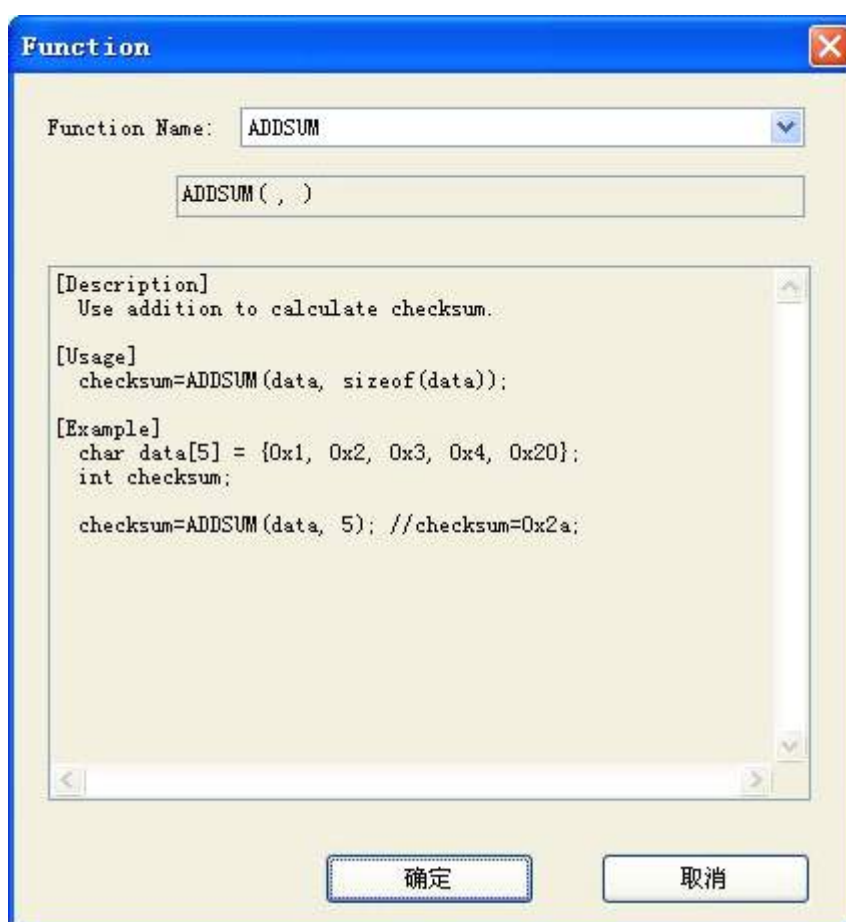 Function
Function Name: ADDSUM
ADDSUM( , )
[Description]
Use addition to calculate checksum.
[Usage]
checksum=ADDSUM(data, sizeof(data));
[Example]
char data[5] = {0x1, 0x2, 0x3, 0x4, 0x20};
int checksum;
checksum=ADDSUM(data, 5); //checksum=0x2a;
确定 取消